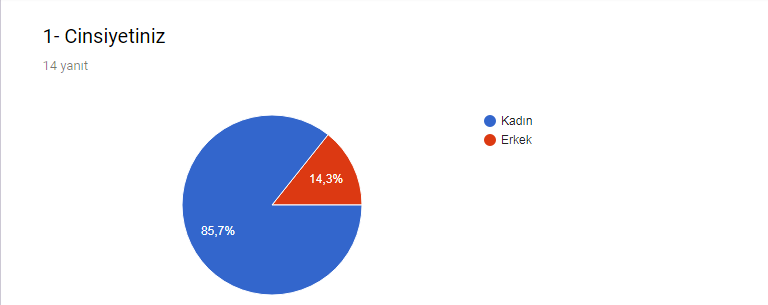 1- Cinsiyetiniz
14 yanıt
Kadın
Erkek
14,3%
85,7%